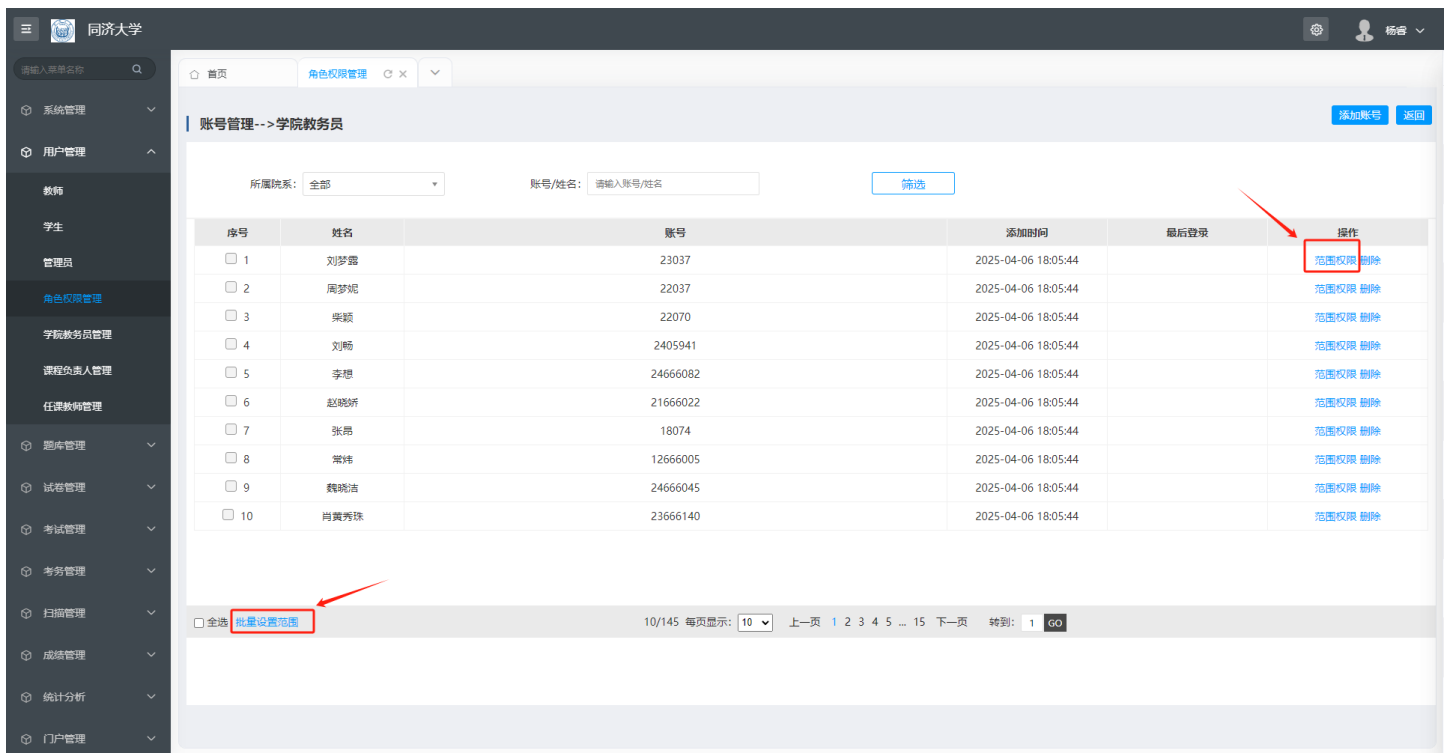 同济大学
杨睿
请输入菜单名称
首页
角色权限管理
系统管理
账号管理-->学院教务员
添加账号 返回
用户管理
所属院系： 全部 账号/姓名： 请输入账号/姓名 筛选
教师
学生
管理员
角色权限管理
学院教务员管理
课程负责人管理
任课教师管理
题库管理
试卷管理
考试管理
考务管理
扫描管理
成绩管理
统计分析
门户管理
序号 姓名 账号 添加时间 最后登录 操作
1 刘梦露 23037 2025-04-06 18:05:44 范围权限 删除
2 周梦妮 22037 2025-04-06 18:05:44 范围权限 删除
3 柴颖 22070 2025-04-06 18:05:44 范围权限 删除
4 刘畅 2405941 2025-04-06 18:05:44 范围权限 删除
5 李想 24666082 2025-04-06 18:05:44 范围权限 删除
6 赵晓娇 21666022 2025-04-06 18:05:44 范围权限 删除
7 张昂 18074 2025-04-06 18:05:44 范围权限 删除
8 常炜 12666005 2025-04-06 18:05:44 范围权限 删除
9 魏晓洁 24666045 2025-04-06 18:05:44 范围权限 删除
10 肖黄秀珠 23666140 2025-04-06 18:05:44 范围权限 删除
全选 批量设置范围 10/145 每页显示： 10 上一页 1 2 3 4 5 ... 15 下一页 转到： 1 GO